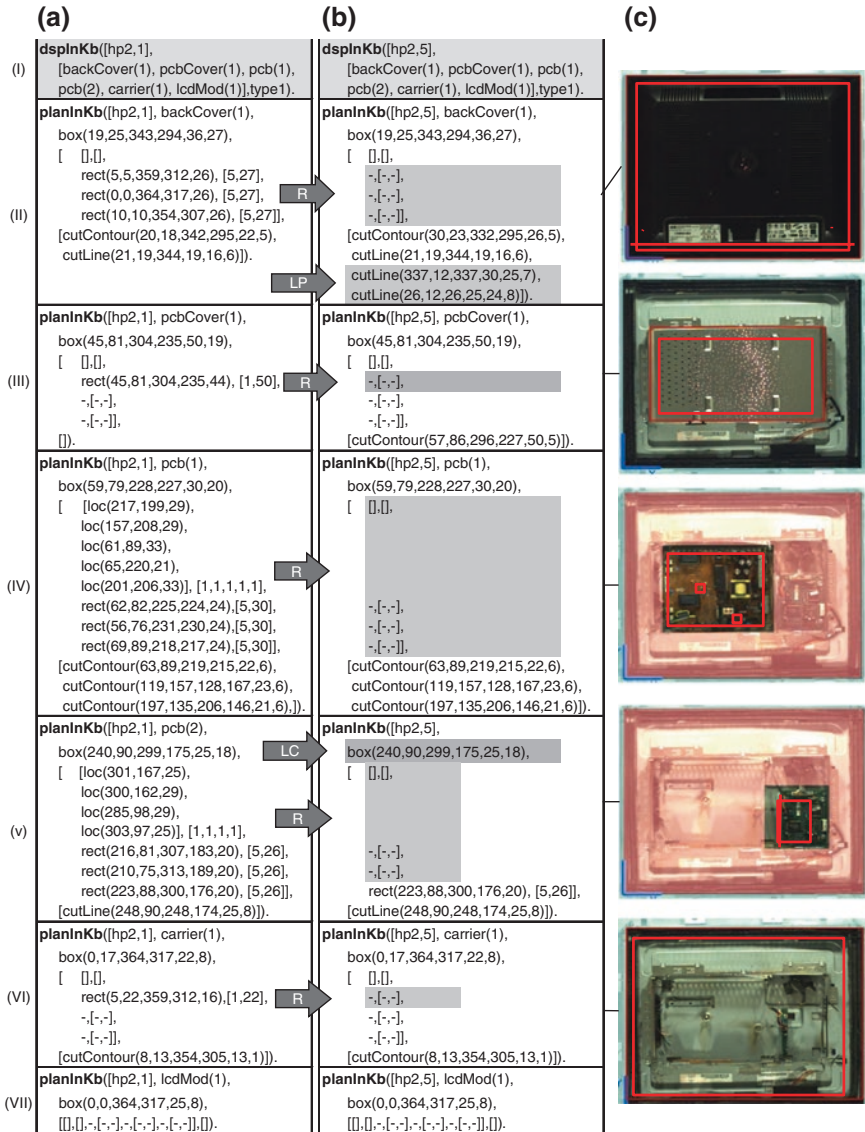 (a)
(b)
(c)
(I)
dspInKb([hp2,1],
[backCover(1), pcbCover(1), pcb(1),
pcb(2), carrier(1), lcdMod(1)],type1).
dspInKb([hp2,5],
[backCover(1), pcbCover(1), pcb(1),
pcb(2), carrier(1), lcdMod(1)],type1).
(II)
planInKb([hp2,1], backCover(1),
box(19,25,343,294,36,27),
[ [],[],
rect(5,5,359,312,26), [5,27],
rect(0,0,364,317,26), [5,27],
rect(10,10,354,307,26), [5,27]],
[cutContour(20,18,342,295,22,5),
cutLine(21,19,344,19,16,6)]).
R
LP
planInKb([hp2,5], backCover(1),
box(19,25,343,294,36,27),
[ [],[],
-,[-,-],
-,[-,-],
-,[-,-]],
[cutContour(30,23,332,295,26,5),
cutLine(21,19,344,19,16,6),
cutLine(337,12,337,30,25,7),
cutLine(26,12,26,25,24,8)]).
(III)
planInKb([hp2,1], pcbCover(1),
box(45,81,304,235,50,19),
[ [],[],
rect(45,81,304,235,44), [1,50],
-,[-,-],
-,[-,-]],
[]).
R
planInKb([hp2,5], pcbCover(1),
box(45,81,304,235,50,19),
[ [],[],
-,[-,-],
-,[-,-],
-,[-,-]],
[cutContour(57,86,296,227,50,5)]).
(IV)
planInKb([hp2,1], pcb(1),
box(59,79,228,227,30,20),
[ [loc(217,199,29),
loc(157,208,29),
loc(61,89,33),
loc(65,220,21),
loc(201,206,33)], [1,1,1,1,1],
rect(62,82,225,224,24),[5,30],
rect(56,76,231,230,24),[5,30],
rect(69,89,218,217,24),[5,30]],
[cutContour(63,89,219,215,22,6),
cutContour(119,157,128,167,23,6),
cutContour(197,135,206,146,21,6),]).
R
planInKb([hp2,5], pcb(1),
box(59,79,228,227,30,20),
[ [],[],
-,[-,-],
-,[-,-],
-,[-,-]],
[cutContour(63,89,219,215,22,6),
cutContour(119,157,128,167,23,6),
cutContour(197,135,206,146,21,6)]).
(v)
planInKb([hp2,1], pcb(2),
box(240,90,299,175,25,18),
[ [loc(301,167,25),
loc(300,162,29),
loc(285,98,29),
loc(303,97,25)], [1,1,1,1],
rect(216,81,307,183,20), [5,26],
rect(210,75,313,189,20), [5,26],
rect(223,88,300,176,20), [5,26]],
[cutLine(248,90,248,174,25,8)]).
LC
R
planInKb([hp2,5],
box(240,90,299,175,25,18),
[ [],[],
-,[-,-],
-,[-,-],
rect(223,88,300,176,20), [5,26]],
[cutLine(248,90,248,174,25,8)]).
(VI)
planInKb([hp2,1], carrier(1),
box(0,17,364,317,22,8),
[ [],[],
rect(5,22,359,312,16),[1,22],
-,[-,-],
-,[-,-]],
[cutContour(8,13,354,305,13,1)]).
R
planInKb([hp2,5], carrier(1),
box(0,17,364,317,22,8),
[ [],[],
-,[-,-],
-,[-,-],
-,[-,-]],
[cutContour(8,13,354,305,13,1)]).
(VII)
planInKb([hp2,1], lcdMod(1),
box(0,0,364,317,25,8),
[[],[],-,[-,-],-,[-,-],-,[-,-]],[]).
planInKb([hp2,5], lcdMod(1),
box(0,0,364,317,25,8),
[[],[],-,[-,-],-,[-,-],-,[-,-]],[]).